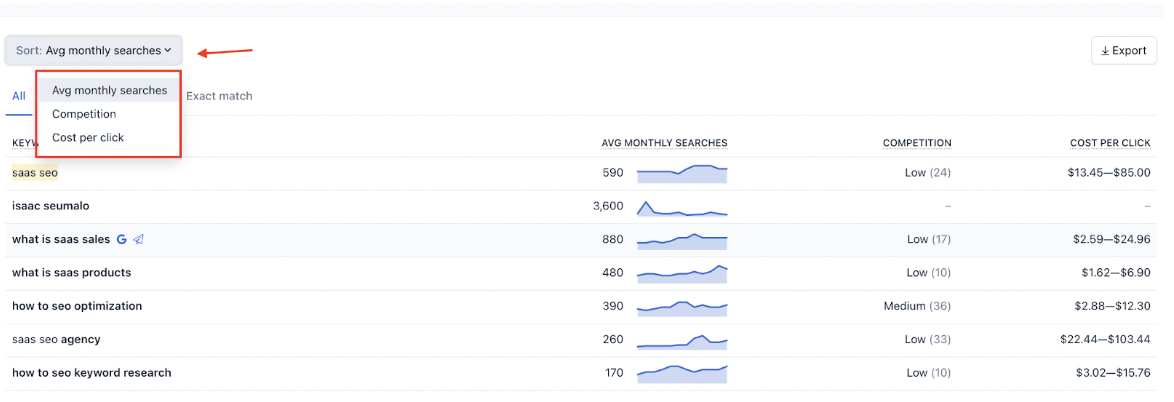 Sort: Avg monthly searches
Export
Avg monthly searches
Competition
Cost per click
All
Exact match
AVG MONTHLY SEARCHES COMPETITION COST PER CLICK
saas seo 590 Low (24) $13.45—$85.00
isaac seumalo 3,600 – –
what is saas sales G 880 Low (17) $2.59—$24.96
what is saas products 480 Low (10) $1.62—$6.90
how to seo optimization 390 Medium (36) $2.88—$12.30
saas seo agency 260 Low (33) $22.44—$103.44
how to seo keyword research 170 Low (10) $3.02—$15.76